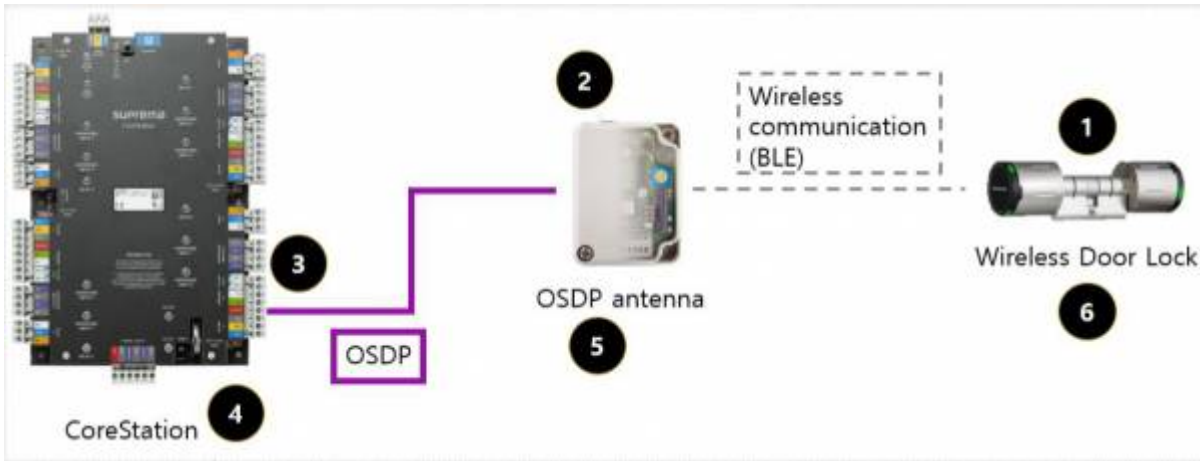 suprema
2
Wireless
communication
(BLE)
1
Wireless Door Lock
3
OSDP antenna
6
OSDP
5
CoreStation
4